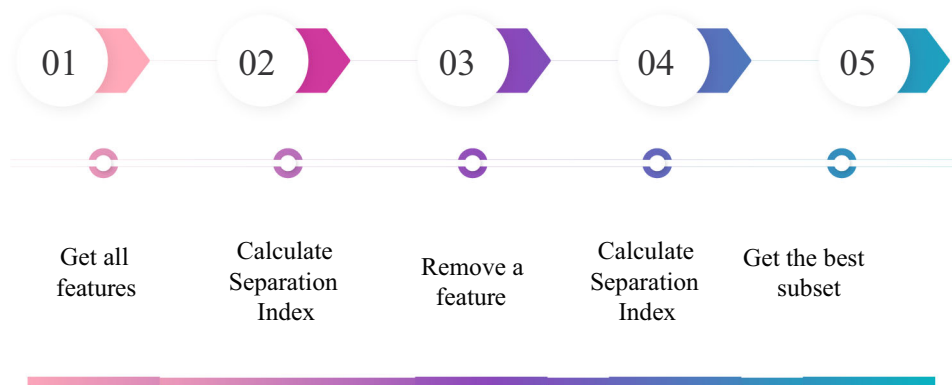 01
02
03
04
05
Get all
features
Calculate
Separation
Index
Remove a
feature
Calculate
Separation
Index
Get the best
subset